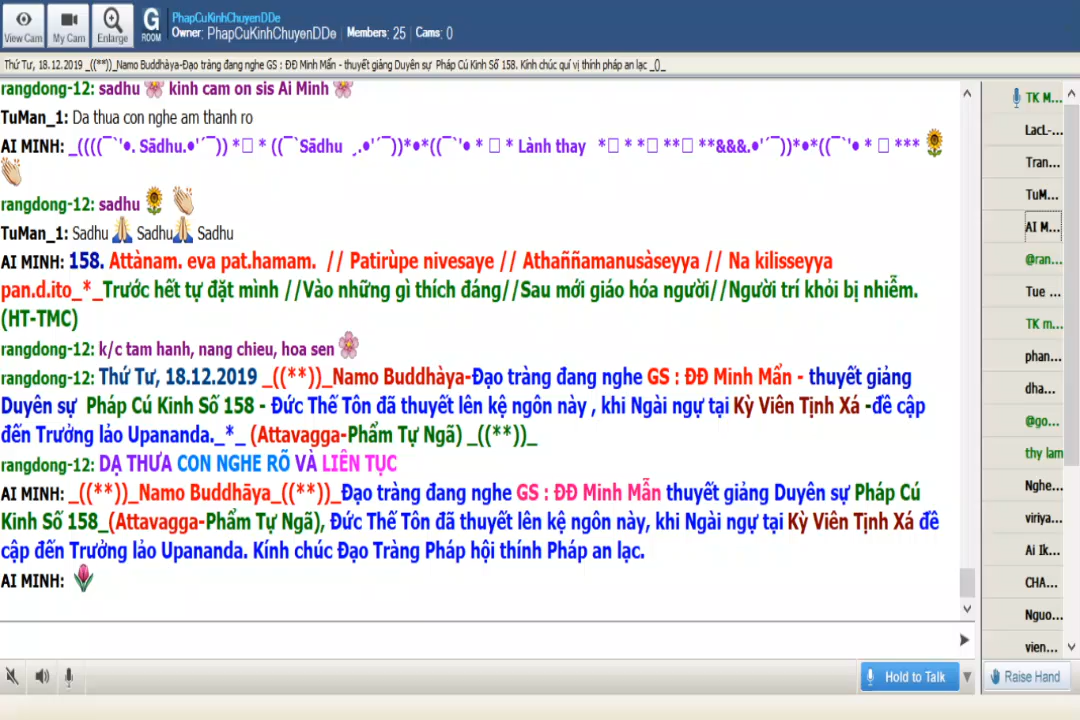 View Cam
My Cam
Enlarge
G
ROOM
PhapCuKinhChuyenDDe
Owner: PhapCuKinhChuyenDDe Members: 25 Cams: 0
Thứ Tư, 18.12.2019 _((**))_Namo Buddhàya-Đạo tràng đang nghe GS : ĐĐ Minh Mẩn - thuyết giảng Duyên sự Pháp Cú Kinh Số 158. Kính chúc quí vị thính pháp an lạc _()_
rangdong-12: sadhu 🌸 kinh cam on sis Ai Minh 🌸
TuMan_1: Da thua con nghe am thanh ro
AI MINH: _((((¯`'•. Sādhu.•'´¯)) *□ * ((¯`Sādhu ¸.•'´¯))*•*((¯`'• * □ * Lành thay *□ * *□ **□ **&&&.•'´¯))*•*((¯`'• * □ *** 🌻
👏
rangdong-12: sadhu 🌻 👏
TuMan_1: Sadhu 🙏 Sadhu🙏 Sadhu
AI MINH: 158. Attànam. eva pat.hamam. // Patirùpe nivesaye // Athaññamanusàseyya // Na kilisseyya
pan.d.ito_*_Trước hết tự đặt mình //Vào những gì thích đáng//Sau mới giáo hóa người//Người trí khỏi bị nhiễm.
(HT-TMC)
rangdong-12: k/c tam hanh, nang chieu, hoa sen 🌸
rangdong-12: Thứ Tư, 18.12.2019 _((**))_Namo Buddhàya-Đạo tràng đang nghe GS : ĐĐ Minh Mẩn - thuyết giảng
Duyên sự Pháp Cú Kinh Số 158 - Đức Thế Tôn đã thuyết lên kệ ngôn này , khi Ngài ngự tại Kỳ Viên Tịnh Xá -đề cập
đến Trưởng lảo Upananda._*_ (Attavagga-Phẩm Tự Ngã) _((**))_
rangdong-12: DẠ THƯA CON NGHE RÕ VÀ LIÊN TỤC
AI MINH: _((**))_Namo Buddhāya_((**))_Đạo tràng đang nghe GS : ĐĐ Minh Mẫn thuyết giảng Duyên sự Pháp Cú
Kinh Số 158_(Attavagga-Phẩm Tự Ngã), Đức Thế Tôn đã thuyết lên kệ ngôn này, khi Ngài ngự tại Kỳ Viên Tịnh Xá đề
cập đến Trưởng lảo Upananda. Kính chúc Đạo Tràng Pháp hội thính Pháp an lạc.
AI MINH: 🌷
TK M...
LacL-...
Tran...
TuM...
AI M...
@ran...
Tue ...
TK m...
phan...
dha...
@go...
thy lam
Nghe...
viriya...
Ai Ik...
CHA...
Nguo...
vien...
Hold to Talk
Raise Hand